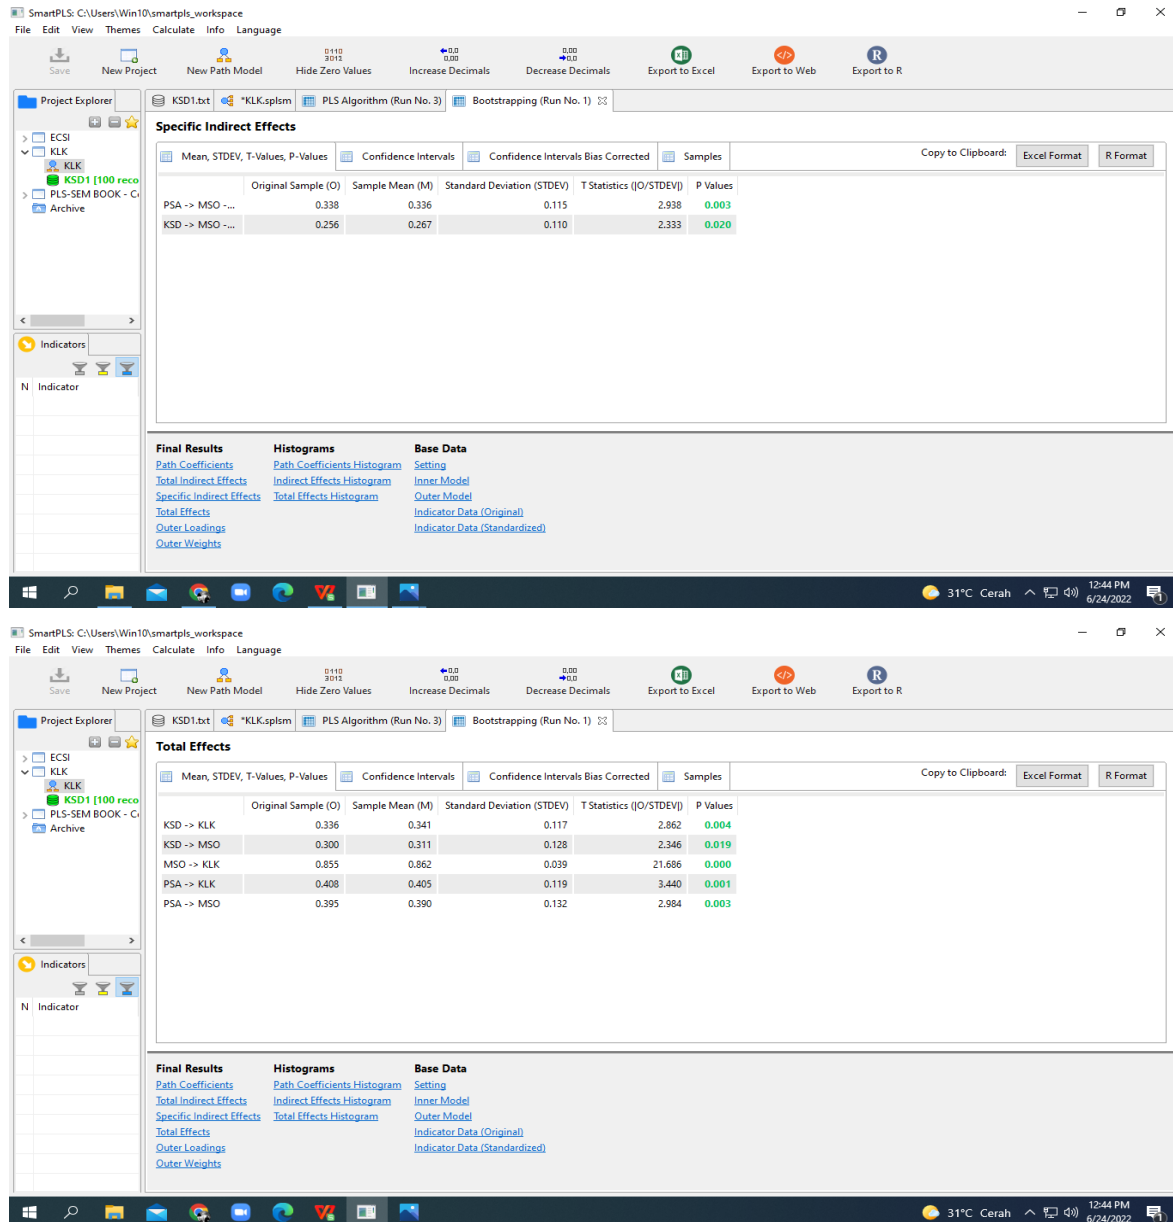 SmartPLS: C:\Users\Win10\smartpls_workspace
File Edit View Themes Calculate Info Language
Save New Project New Path Model Hide Zero Values Increase Decimals Decrease Decimals Export to Excel Export to Web Export to R
Project Explorer KSD1.txt *KLK.splsm PLS Algorithm (Run No. 3) Bootstrapping (Run No. 1)
Specific Indirect Effects
ECSI
KLK
KLK
KSD1 [100 reco
PLS-SEM BOOK - C
Archive
Mean, STDEV, T-Values, P-Values Confidence Intervals Confidence Intervals Bias Corrected Samples Copy to Clipboard: Excel Format R Format
Original Sample (O) Sample Mean (M) Standard Deviation (STDEV) T Statistics (|O/STDEV|) P Values
PSA -> MSO -... 0.338 0.336 0.115 2.938 0.003
KSD -> MSO -... 0.256 0.267 0.110 2.333 0.020
Indicators
N Indicator
Final Results Histograms Base Data
Path Coefficients Path Coefficients Histogram Setting
Total Indirect Effects Indirect Effects Histogram Inner Model
Specific Indirect Effects Total Effects Histogram Outer Model
Total Effects Indicator Data (Original)
Outer Loadings Indicator Data (Standardized)
Outer Weights
31°C Cerah 12:44 PM
6/24/2022
SmartPLS: C:\Users\Win10\smartpls_workspace
File Edit View Themes Calculate Info Language
Save New Project New Path Model Hide Zero Values Increase Decimals Decrease Decimals Export to Excel Export to Web Export to R
Project Explorer KSD1.txt *KLK.splsm PLS Algorithm (Run No. 3) Bootstrapping (Run No. 1)
Total Effects
ECSI
KLK
KLK
KSD1 [100 reco
PLS-SEM BOOK - C
Archive
Mean, STDEV, T-Values, P-Values Confidence Intervals Confidence Intervals Bias Corrected Samples Copy to Clipboard: Excel Format R Format
Original Sample (O) Sample Mean (M) Standard Deviation (STDEV) T Statistics (|O/STDEV|) P Values
KSD -> KLK 0.336 0.341 0.117 2.862 0.004
KSD -> MSO 0.300 0.311 0.128 2.346 0.019
MSO -> KLK 0.855 0.862 0.039 21.686 0.000
PSA -> KLK 0.408 0.405 0.119 3.440 0.001
PSA -> MSO 0.395 0.390 0.132 2.984 0.003
Indicators
N Indicator
Final Results Histograms Base Data
Path Coefficients Path Coefficients Histogram Setting
Total Indirect Effects Indirect Effects Histogram Inner Model
Specific Indirect Effects Total Effects Histogram Outer Model
Total Effects Indicator Data (Original)
Outer Loadings Indicator Data (Standardized)
Outer Weights
31°C Cerah 12:44 PM
6/24/2022